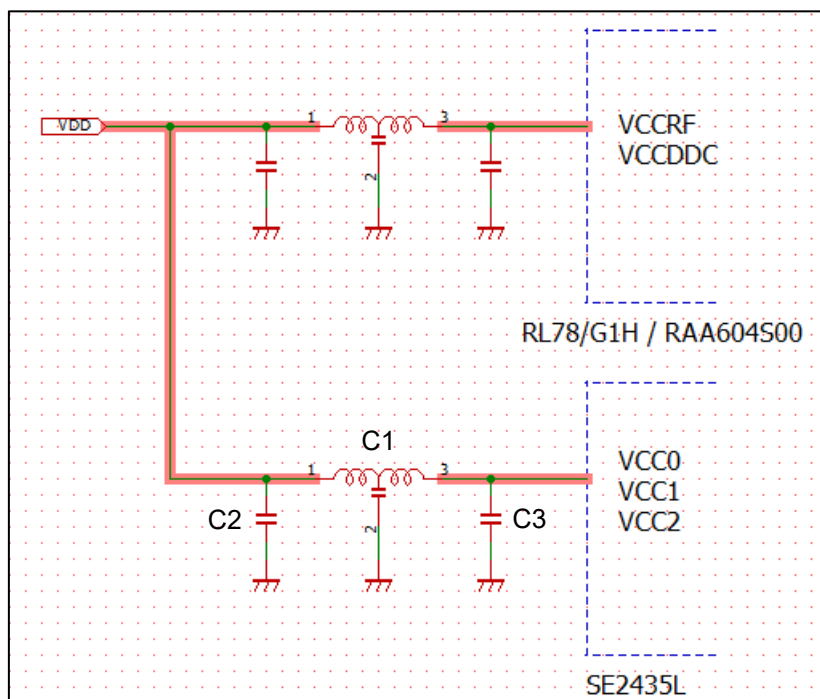 VDD
1
3
2
VCCRF
VCCDDC
RL78/G1H / RAA604S00
C1
1
3
2
C2
C3
VCC0
VCC1
VCC2
SE2435L